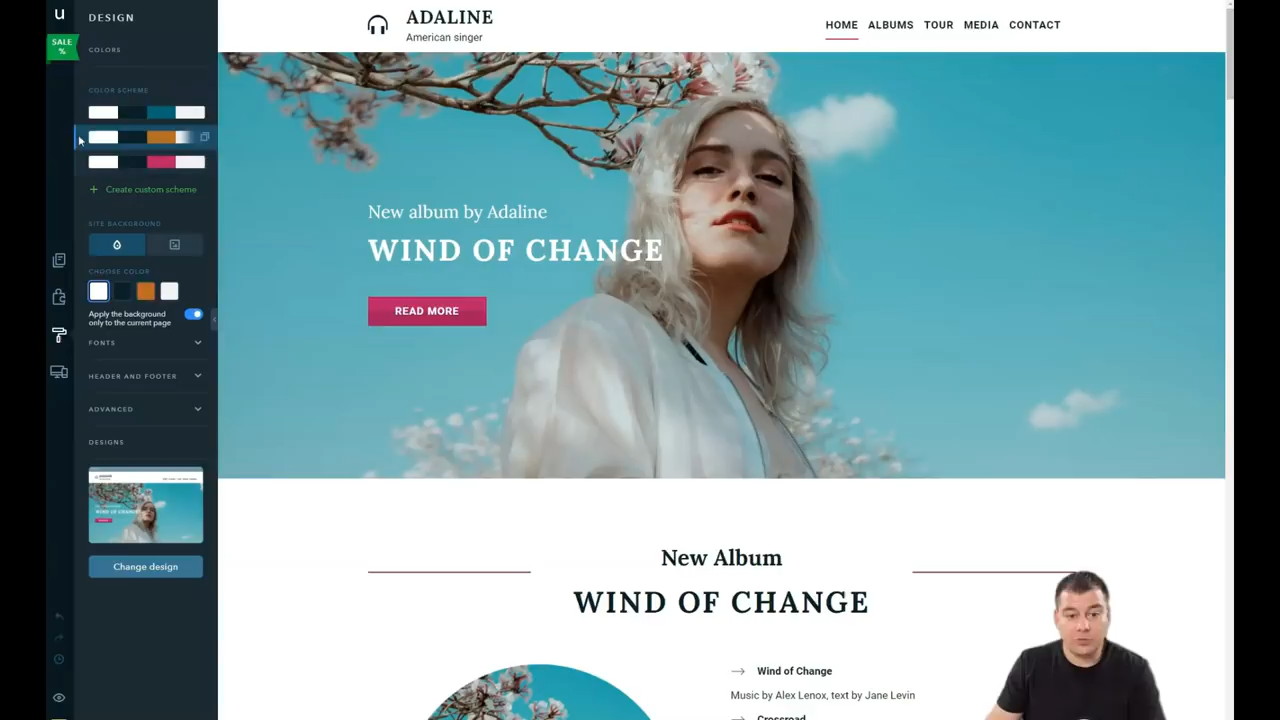 u
DESIGN
SALE
%
COLORS
COLOR SCHEME
+ Create custom scheme
SITE BACKGROUND
CHOOSE COLOR
Apply the background
only to the current page
FONTS
HEADER AND FOOTER
ADVANCED
DESIGNS
Change design
ADALINE
American singer
HOME ALBUMS TOUR MEDIA CONTACT
New album by Adaline
WIND OF CHANGE
READ MORE
New Album
WIND OF CHANGE
Wind of Change
Music by Alex Lenox, text by Jane Levin
Crossroad